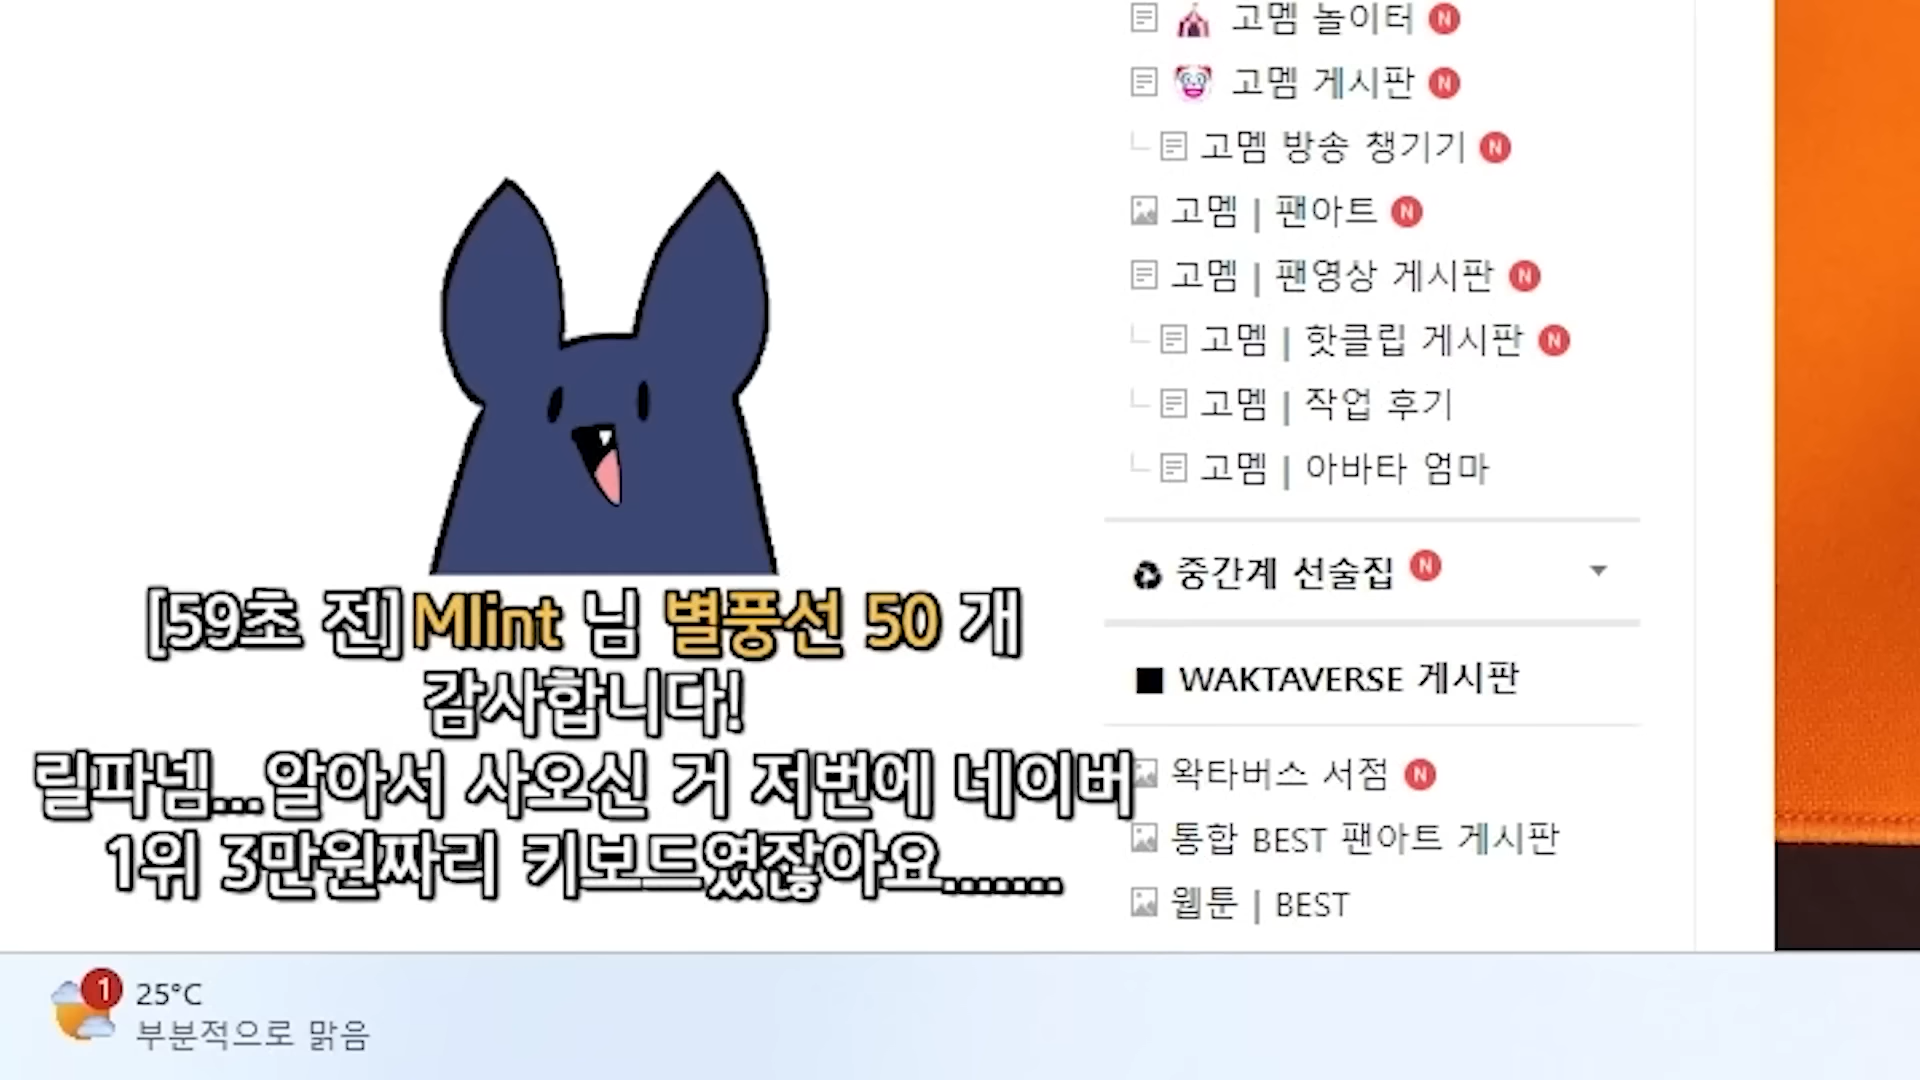 고멤 놀이터 N
고멤 게시판 N
고멤 방송 챙기기 N
고멤 | 팬아트 N
고멤 | 팬영상 게시판 N
고멤 | 핫클립 게시판 N
고멤 | 작업 후기
고멤 | 아바타 엄마
중간계 선술집 N
WAKTAVERSE 게시판
왁타버스 서점 N
통합 BEST 팬아트 게시판
웹툰 | BEST
[59초 전] Mlint 님 별풍선 50 개
감사합니다!
릴파넴...알아서 사오신 거 저번에 네이버
1위 3만원짜리 키보드였잖아요.......
1
25°C
부분적으로 맑음